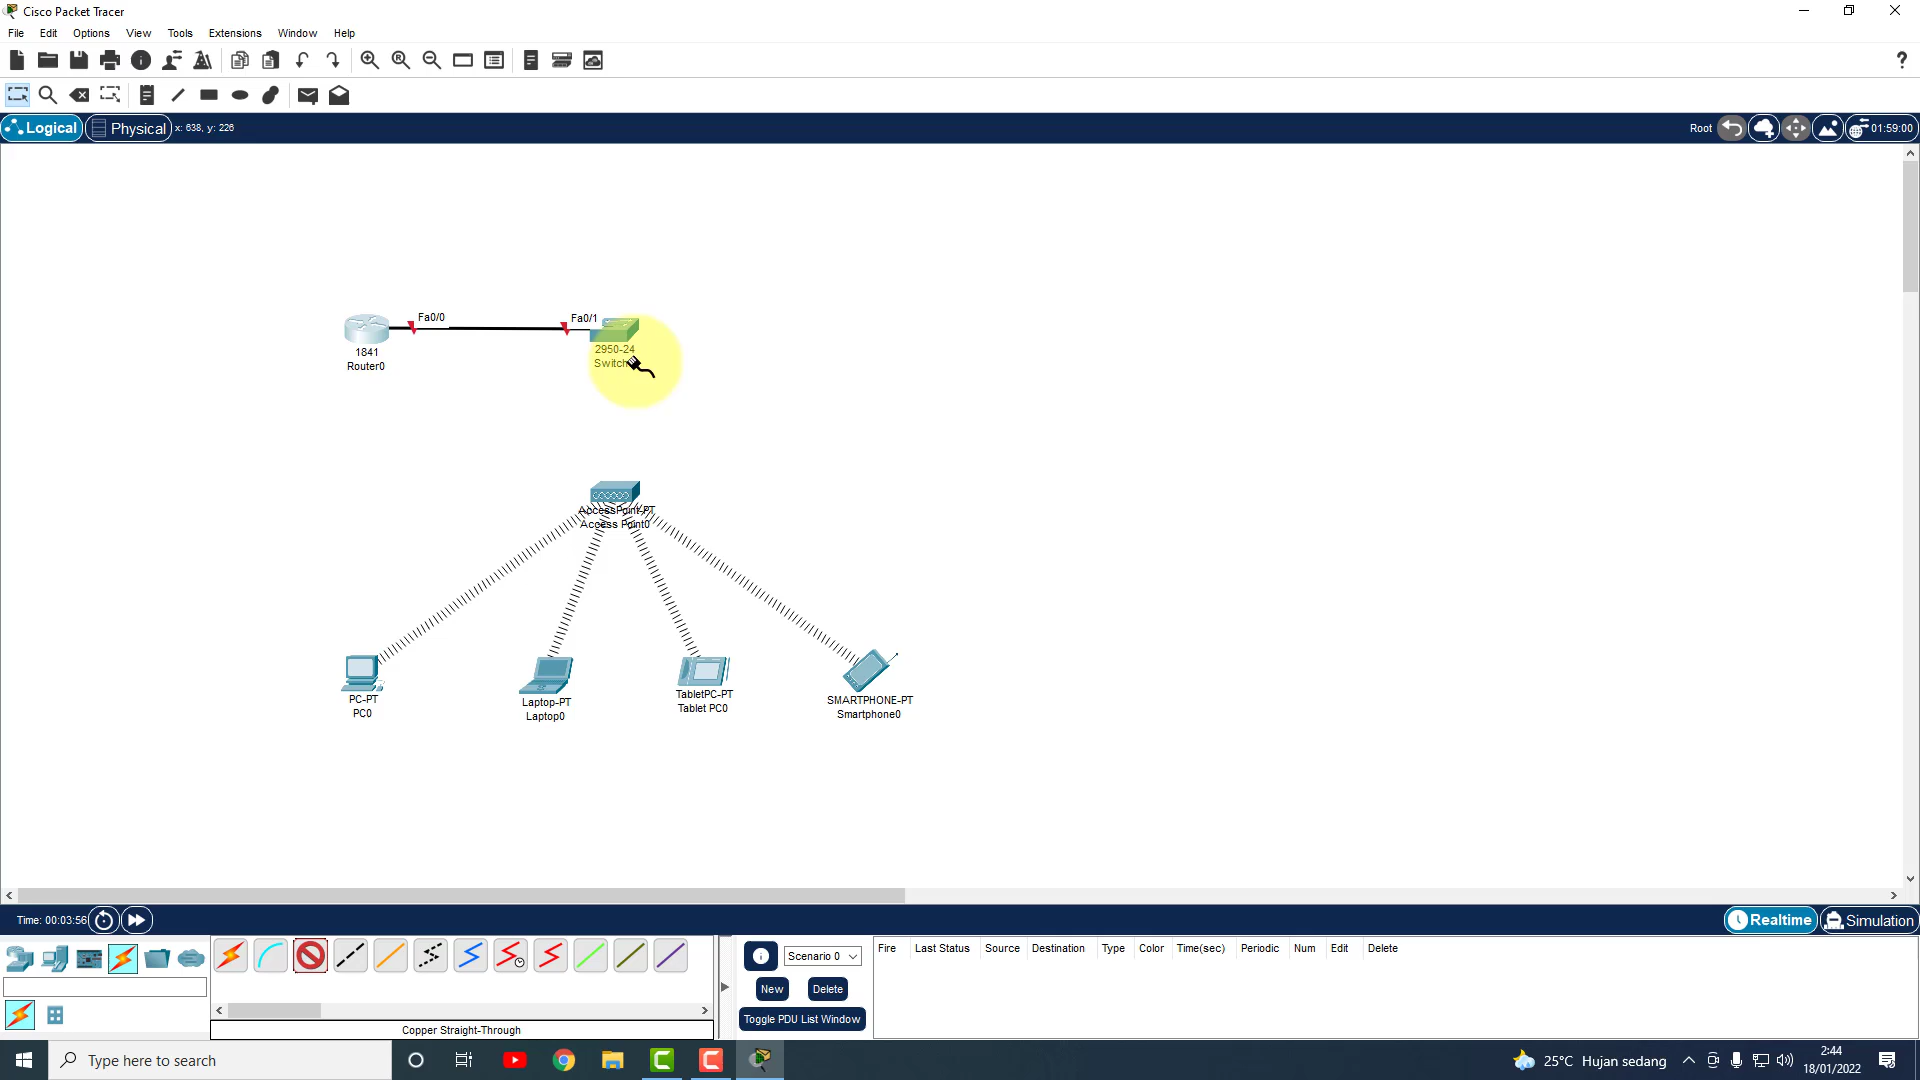 Cisco Packet Tracer
File Edit Options View Tools Extensions Window Help
Logical Physical x: 638, y: 226 Root 01:59:00
Fa0/0 Fa0/1
1841
Router0
2950-24
Switch
AccessPoint-PT
Access Point0
PC-PT
PC0
Laptop-PT
Laptop0
TabletPC-PT
Tablet PC0
SMARTPHONE-PT
Smartphone0
Time: 00:03:56 Realtime Simulation
Scenario 0
New Delete
Toggle PDU List Window
Fire Last Status Source Destination Type Color Time(sec) Periodic Num Edit Delete
Copper Straight-Through
Type here to search
25°C Hujan sedang
2:44
18/01/2022